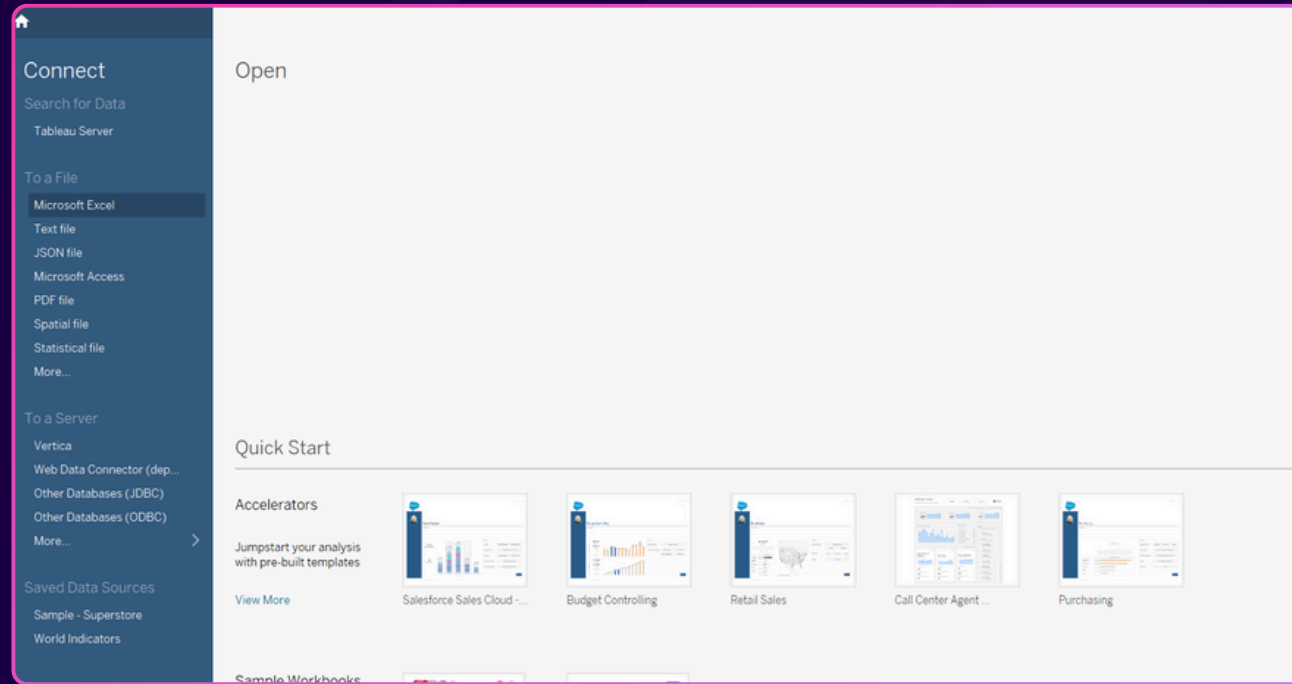 Connect
Search for Data
Tableau Server
To a File
Microsoft Excel
Text file
JSON file
Microsoft Access
PDF file
Spatial file
Statistical file
More...
To a Server
Vertica
Web Data Connector (dep...
Other Databases (JDBC)
Other Databases (ODBC)
More...
Saved Data Sources
Sample - Superstore
World Indicators
Open
Quick Start
Accelerators
Jumpstart your analysis
with pre-built templates
View More
Salesforce Sales Cloud -...
Budget Controlling
Retail Sales
Call Center Agent ...
Purchasing
Sample Workbooks